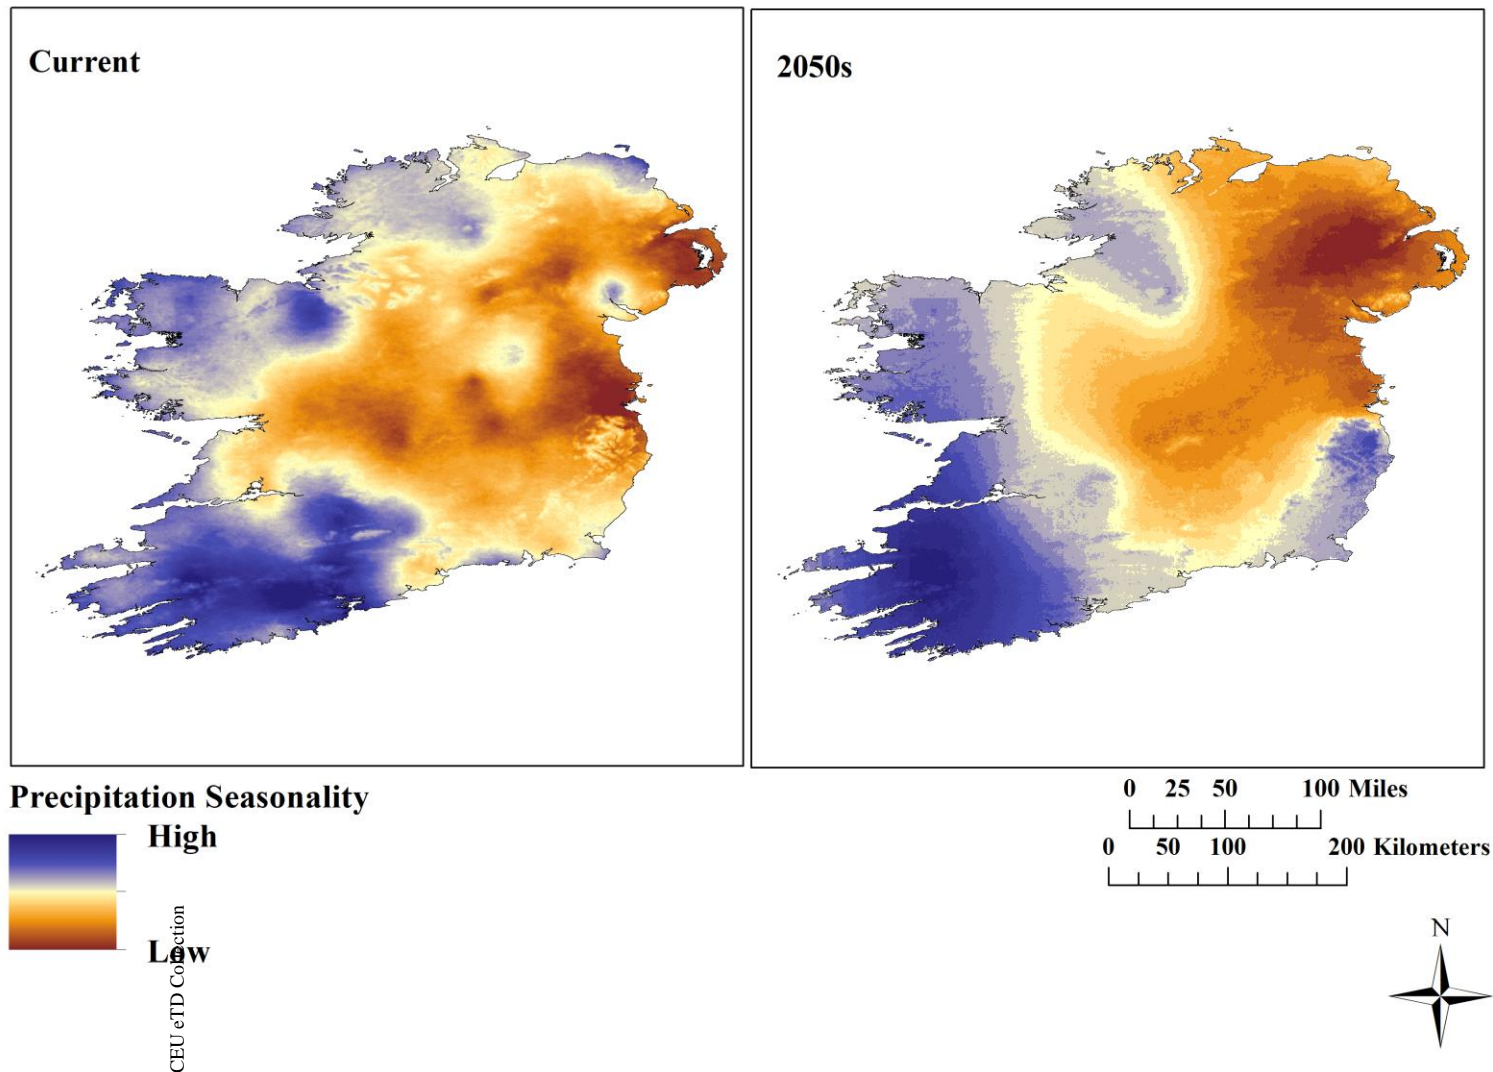 Current
2050s
Precipitation Seasonality
High
Low
0 25 50 100 Miles
0 50 100 200 Kilometers
N
CEU eTD Collection